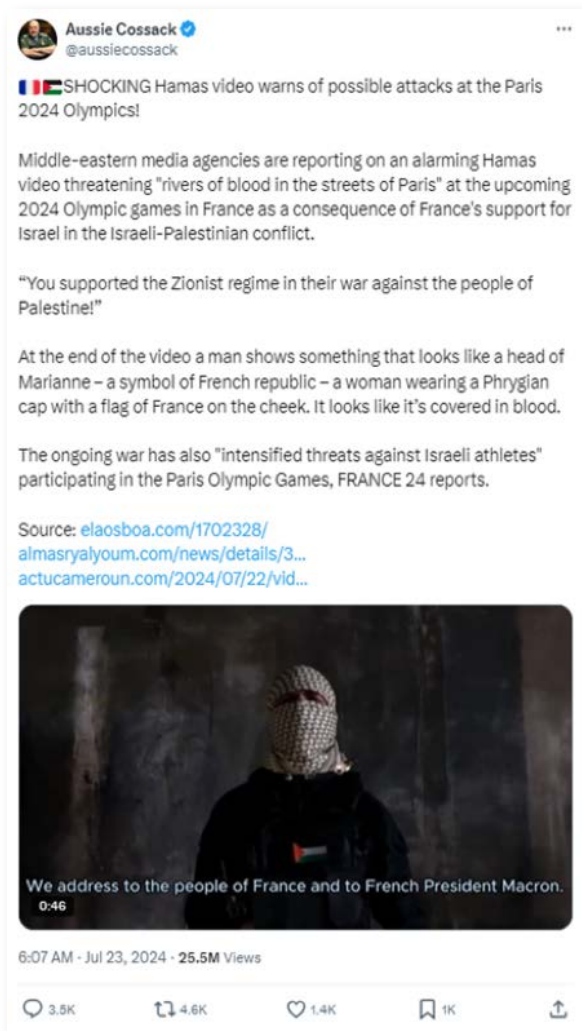 Aussie Cossack
@aussiecossack
SHOCKING Hamas video warns of possible attacks at the Paris
2024 Olympics!
Middle-eastern media agencies are reporting on an alarming Hamas
video threatening "rivers of blood in the streets of Paris" at the upcoming
2024 Olympic games in France as a consequence of France's support for
Israel in the Israeli-Palestinian conflict.
“You supported the Zionist regime in their war against the people of
Palestine!”
At the end of the video a man shows something that looks like a head of
Marianne – a symbol of French republic – a woman wearing a Phrygian
cap with a flag of France on the cheek. It looks like it’s covered in blood.
The ongoing war has also "intensified threats against Israeli athletes"
participating in the Paris Olympic Games, FRANCE 24 reports.
Source: elaosboa.com/1702328/
almasryalyoum.com/news/details/3...
actucameroun.com/2024/07/22/vid...
We address to the people of France and to French President Macron.
0:46
6:07 AM · Jul 23, 2024 · 25.5M Views
3.5K 4.6K 1.4K 1K